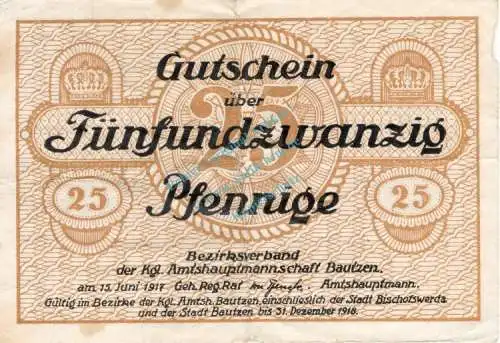 Gutschein
über
25
Fünfundzwanzig
25 Pfennige 25
Bezirksverband
der Kgl. Amtshauptmannschaft Bautzen.
am 15. Juni 1917 Geh. Reg. Rat Amtshauptmann.
Gültig im Bezirke der Kgl. Amtsh. Bautzen, einschließlich der Stadt Bischofswerda
und der Stadt Bautzen bis 31. Dezember 1918.